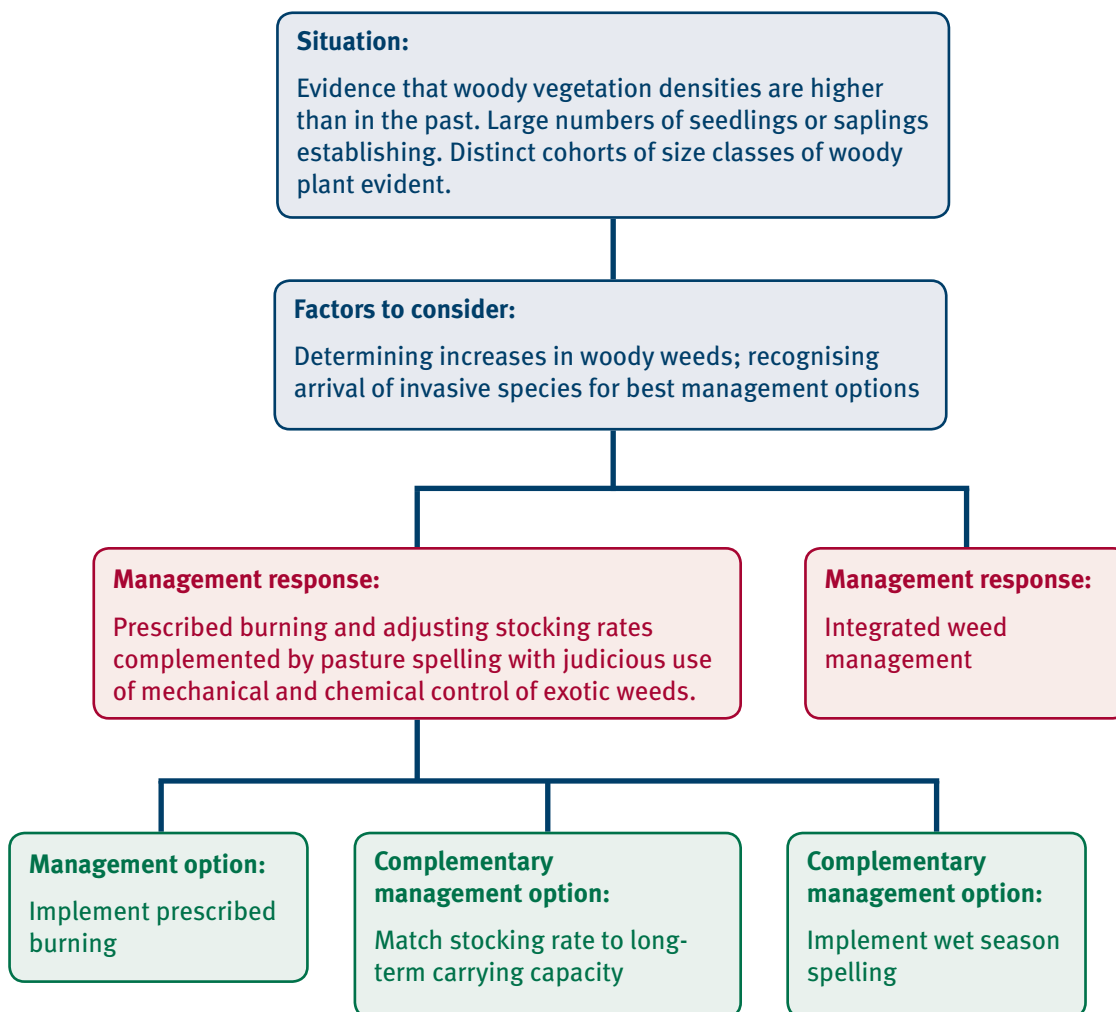 Situation:
Evidence that woody vegetation densities are higher
than in the past. Large numbers of seedlings or saplings
establishing. Distinct cohorts of size classes of woody
plant evident.
Factors to consider:
Determining increases in woody weeds; recognising
arrival of invasive species for best management options
Management response:
Prescribed burning and adjusting stocking rates
complemented by pasture spelling with judicious use
of mechanical and chemical control of exotic weeds.
Management response:
Integrated weed
management
Management option:
Implement prescribed
burning
Complementary
management option:
Match stocking rate to long-
term carrying capacity
Complementary
management option:
Implement wet season
spelling